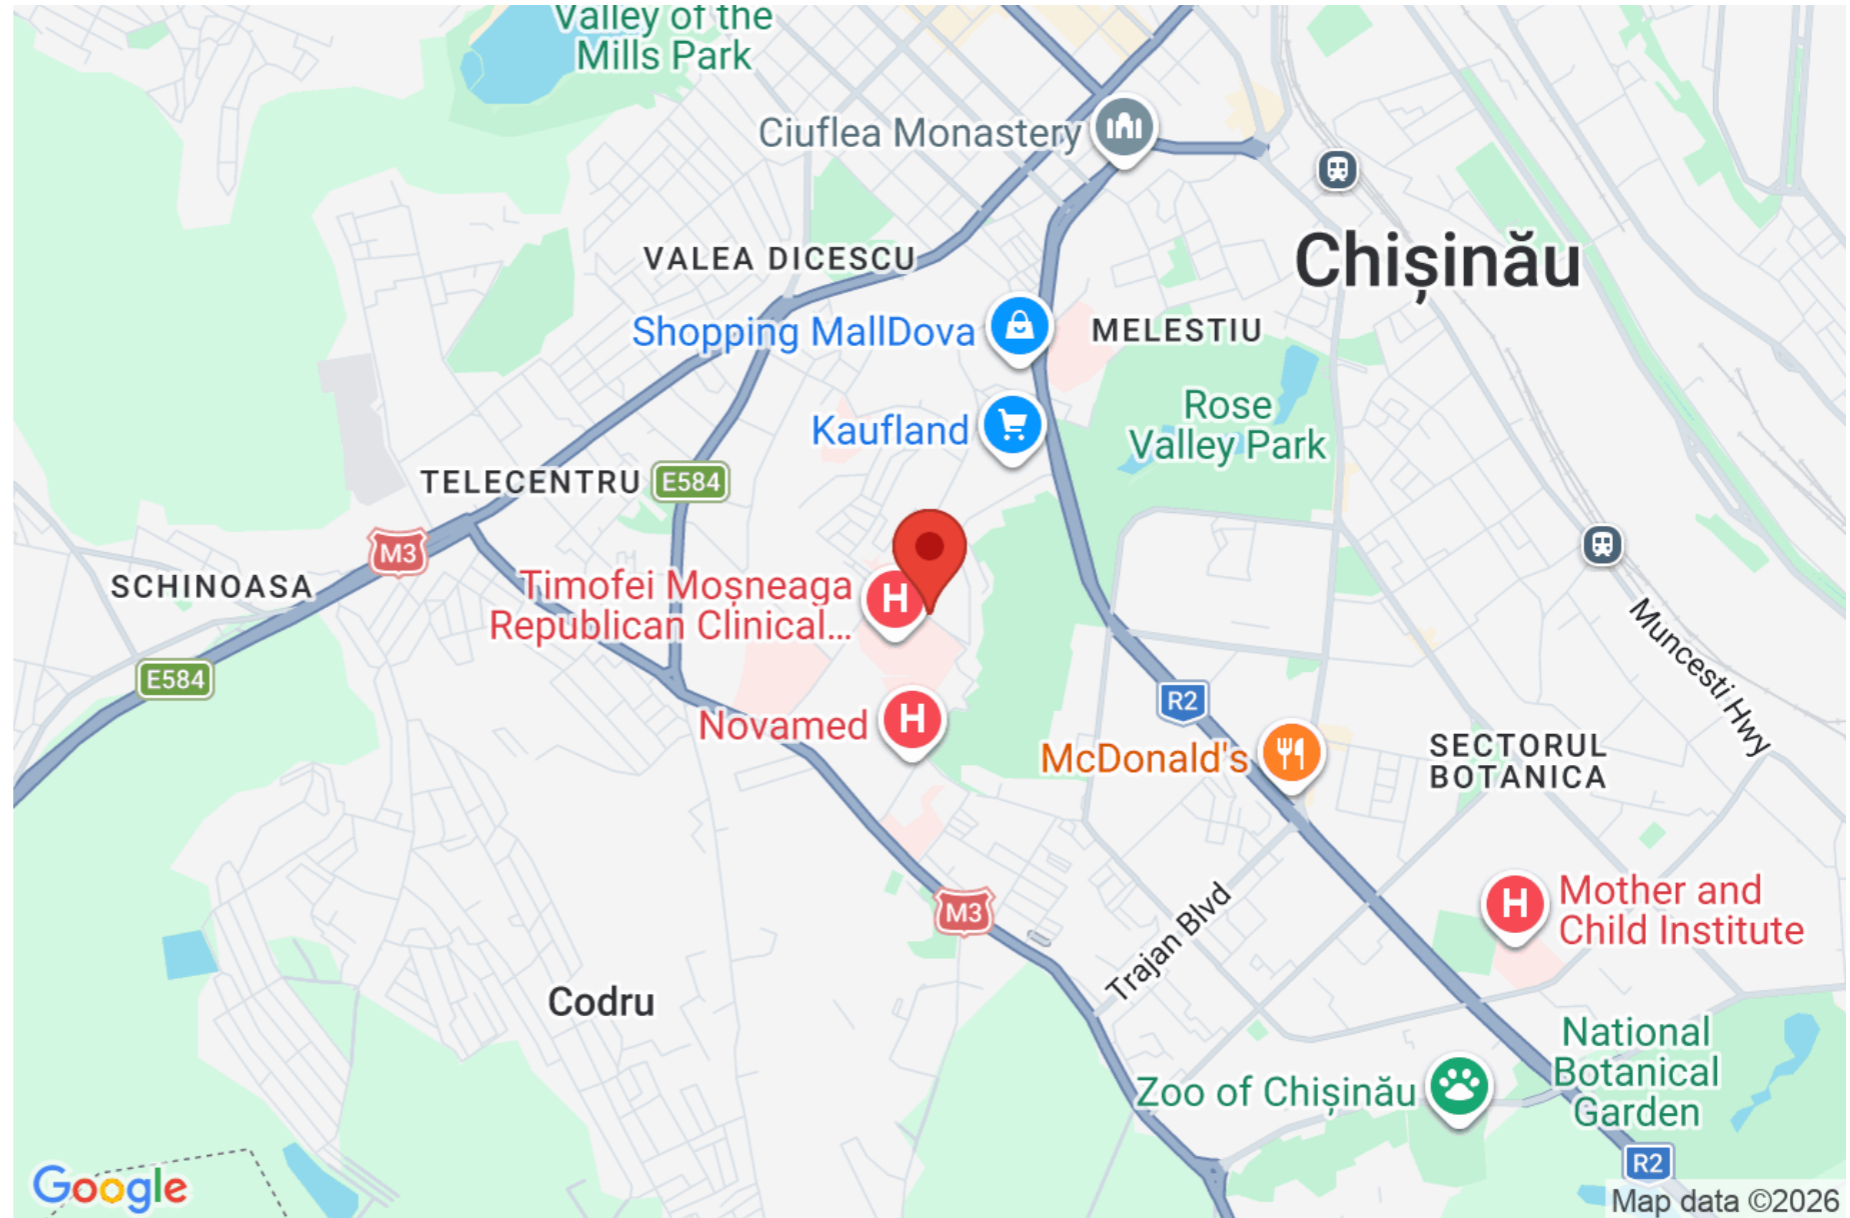 Valley of the
Mills Park
Ciuflea Monastery
Chișinău
VALEA DICESCU
Shopping MallDova
MELESTIU
Rose
Valley Park
Kaufland
TELECENTRU
E584
M3
SCHINOASA
Timofei Moșneaga
Republican Clinical...
H
E584
Muncesti Hwy
R2
Novamed
H
McDonald's
SECTORUL
BOTANICA
H
Mother and
Child Institute
M3
Trajan Blvd
Codru
National
Botanical
Garden
Zoo of Chișinău
R2
Google
Map data ©2026